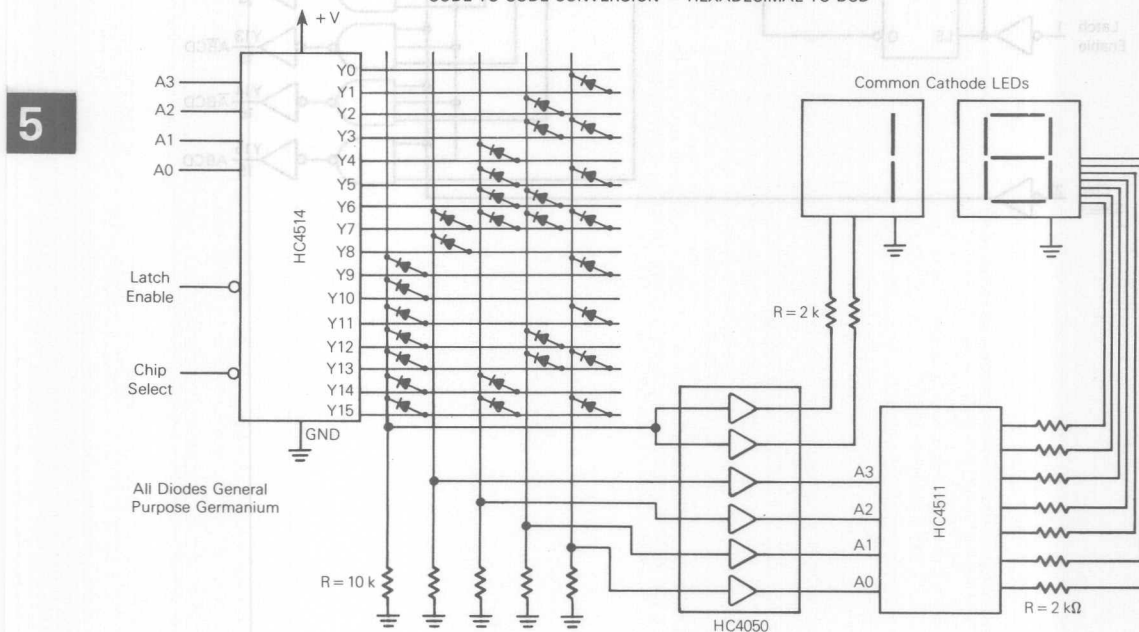 CODE TO CODE CONVERSION — HEXADECIMAL TO BCD
5
+V
A3
A2
A1
A0
Latch
Enable
Chip
Select
HC4514
Y0
Y1
Y2
Y3
Y4
Y5
Y6
Y7
Y8
Y9
Y10
Y11
Y12
Y13
Y14
Y15
GND
All Diodes General
Purpose Germanium
R = 10 k
Common Cathode LEDs
R = 2 k
HC4050
A3
A2
A1
A0
HC4511
R = 2 kΩ